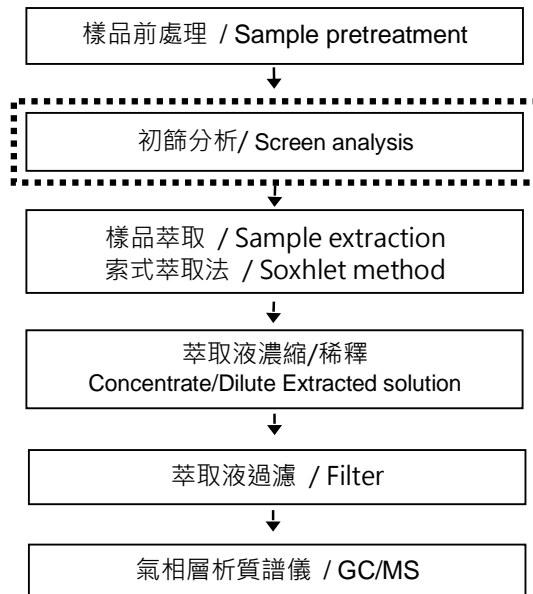 樣品前處理 / Sample pretreatment
初篩分析/ Screen analysis
樣品萃取 / Sample extraction
索式萃取法 / Soxhlet method
萃取液濃縮/稀釋
Concentrate/Dilute Extracted solution
萃取液過濾 / Filter
氣相層析質譜儀 / GC/MS